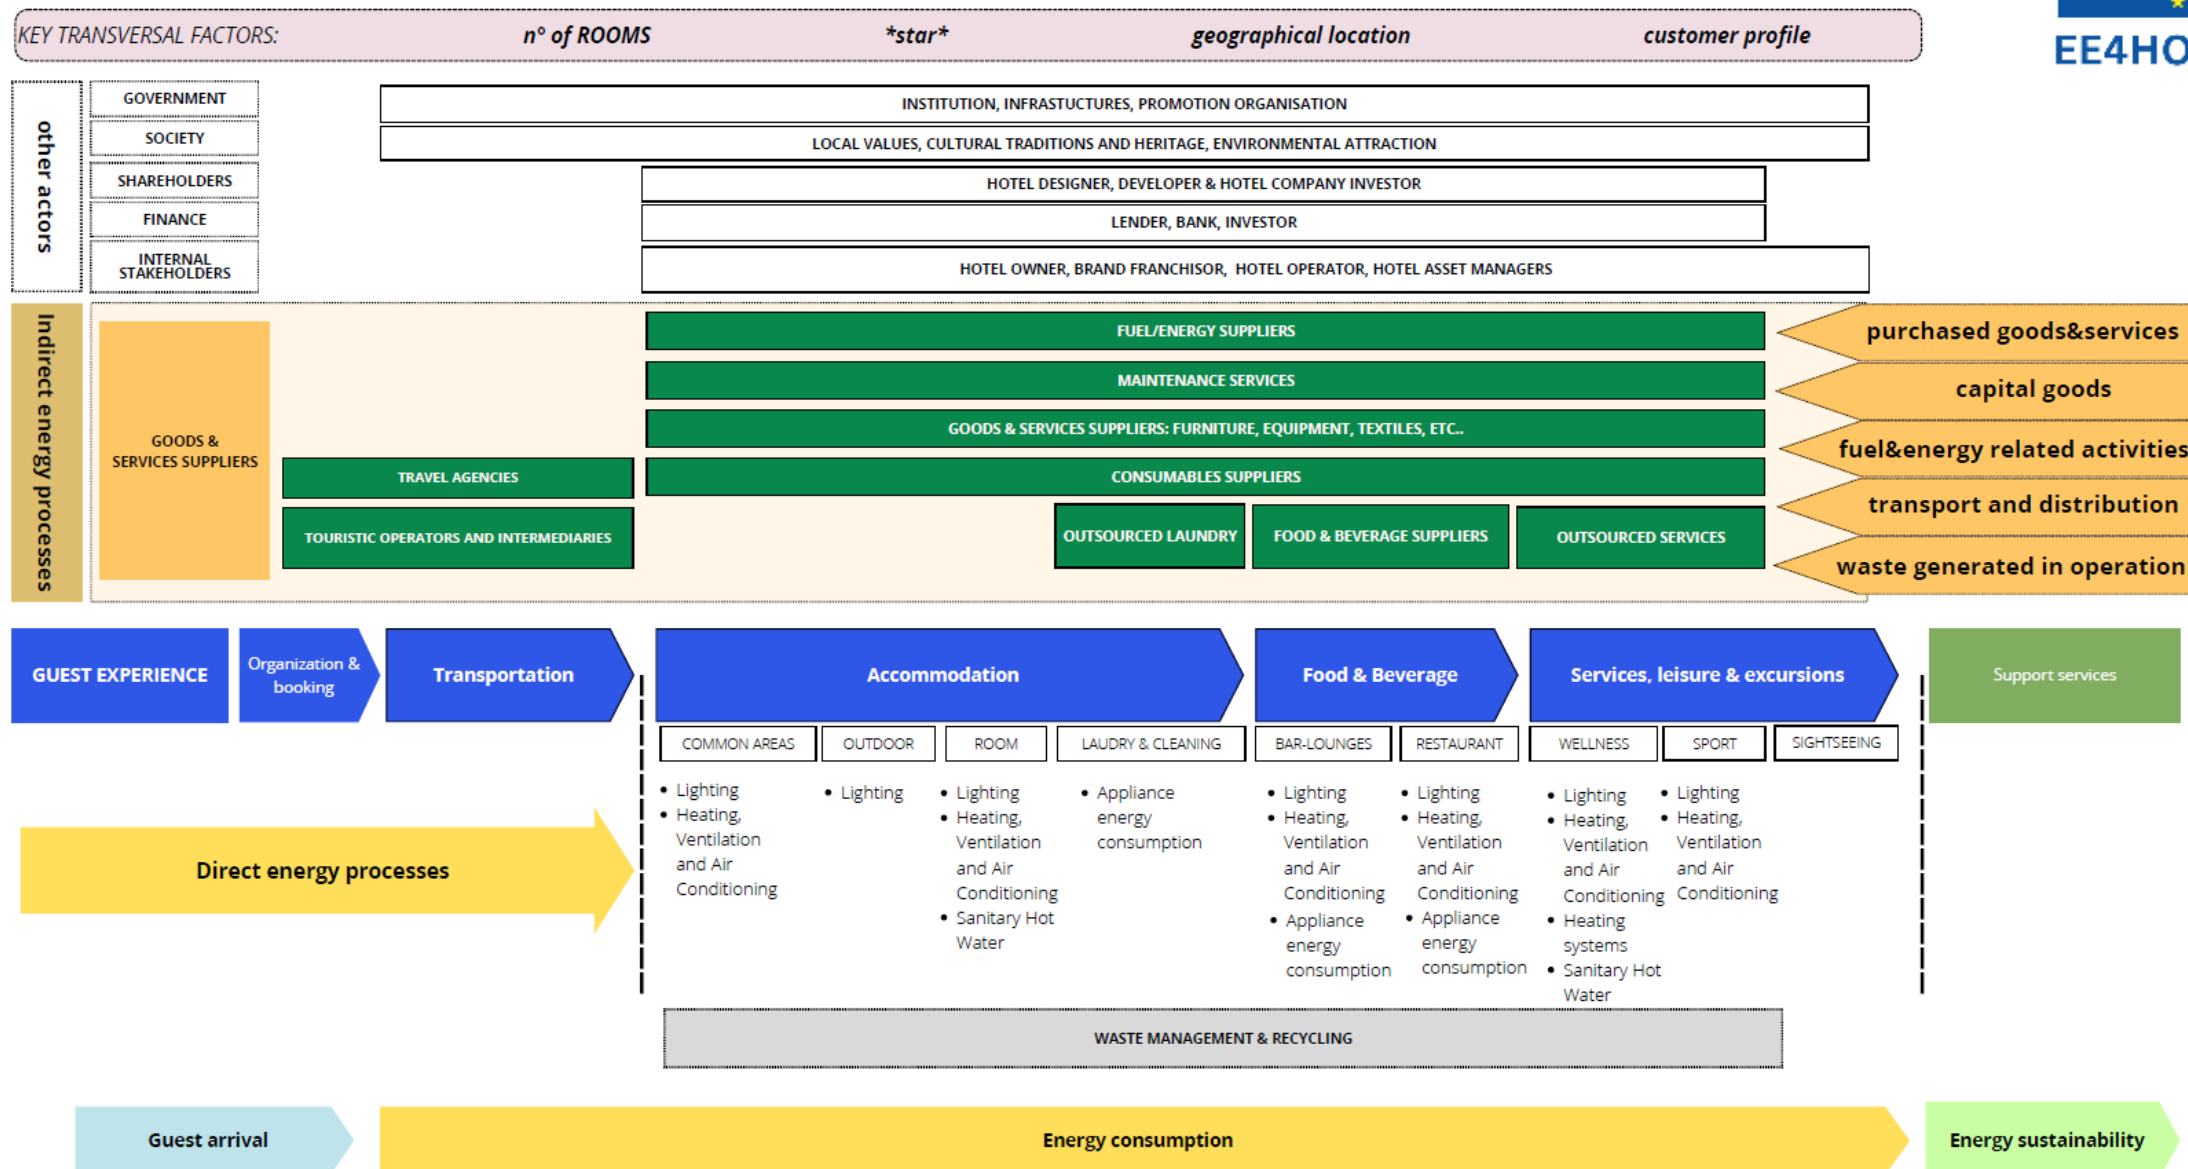 KEY TRANSVERSAL FACTORS: n° of ROOMS *star* geographical location customer profile
EE4HO
other actors
GOVERNMENT
INSTITUTION, INFRASTUCTURES, PROMOTION ORGANISATION
SOCIETY
LOCAL VALUES, CULTURAL TRADITIONS AND HERITAGE, ENVIRONMENTAL ATTRACTION
SHAREHOLDERS
HOTEL DESIGNER, DEVELOPER & HOTEL COMPANY INVESTOR
FINANCE
LENDER, BANK, INVESTOR
INTERNAL
STAKEHOLDERS
HOTEL OWNER, BRAND FRANCHISOR, HOTEL OPERATOR, HOTEL ASSET MANAGERS
Indirect energy processes
GOODS &
SERVICES SUPPLIERS
FUEL/ENERGY SUPPLIERS
MAINTENANCE SERVICES
GOODS & SERVICES SUPPLIERS: FURNITURE, EQUIPMENT, TEXTILES, ETC..
TRAVEL AGENCIES
CONSUMABLES SUPPLIERS
TOURISTIC OPERATORS AND INTERMEDIARIES
OUTSOURCED LAUNDRY
FOOD & BEVERAGE SUPPLIERS
OUTSOURCED SERVICES
purchased goods&services
capital goods
fuel&energy related activities
transport and distribution
waste generated in operation
GUEST EXPERIENCE
Organization &
booking
Transportation
Accommodation
Food & Beverage
Services, leisure & excursions
Support services
COMMON AREAS
OUTDOOR
ROOM
LAUDRY & CLEANING
BAR-LOUNGES
RESTAURANT
WELLNESS
SPORT
SIGHTSEEING
Direct energy processes
• Lighting
• Heating,
Ventilation
and Air
Conditioning
• Lighting
• Lighting
• Heating,
Ventilation
and Air
Conditioning
• Sanitary Hot
Water
• Appliance
energy
consumption
• Lighting
• Heating,
Ventilation
and Air
Conditioning
• Appliance
energy
consumption
• Lighting
• Heating,
Ventilation
and Air
Conditioning
• Appliance
energy
consumption
• Lighting
• Heating,
Ventilation
and Air
Conditioning
• Heating
systems
• Sanitary Hot
Water
• Lighting
• Heating,
Ventilation
and Air
Conditioning
WASTE MANAGEMENT & RECYCLING
Guest arrival
Energy consumption
Energy sustainability